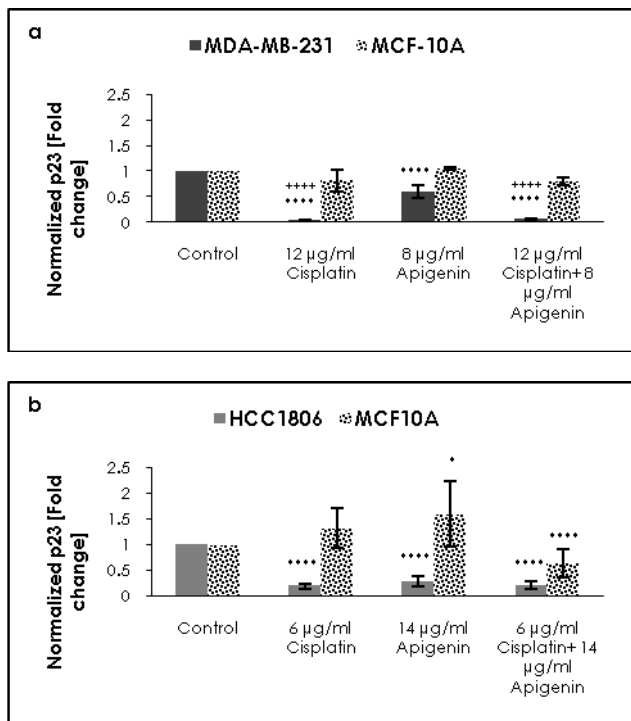 a
MDA-MB-231 MCF-10A
Normalized p23 [Fold
change]
2.5
2
1.5
1
0.5
0
++++
****
****
++++
****
Control
12 µg/ml
Cisplatin
8 µg/ml
Apigenin
12 µg/ml
Cisplatin+8
µg/ml
Apigenin
b
HCC1806 MCF10A
Normalized p23 [Fold
change]
2.5
2
1.5
1
0.5
0
****
****
*
****
****
Control
6 µg/ml
Cisplatin
14 µg/ml
Apigenin
6 µg/ml
Cisplatin+14
µg/ml
Apigenin